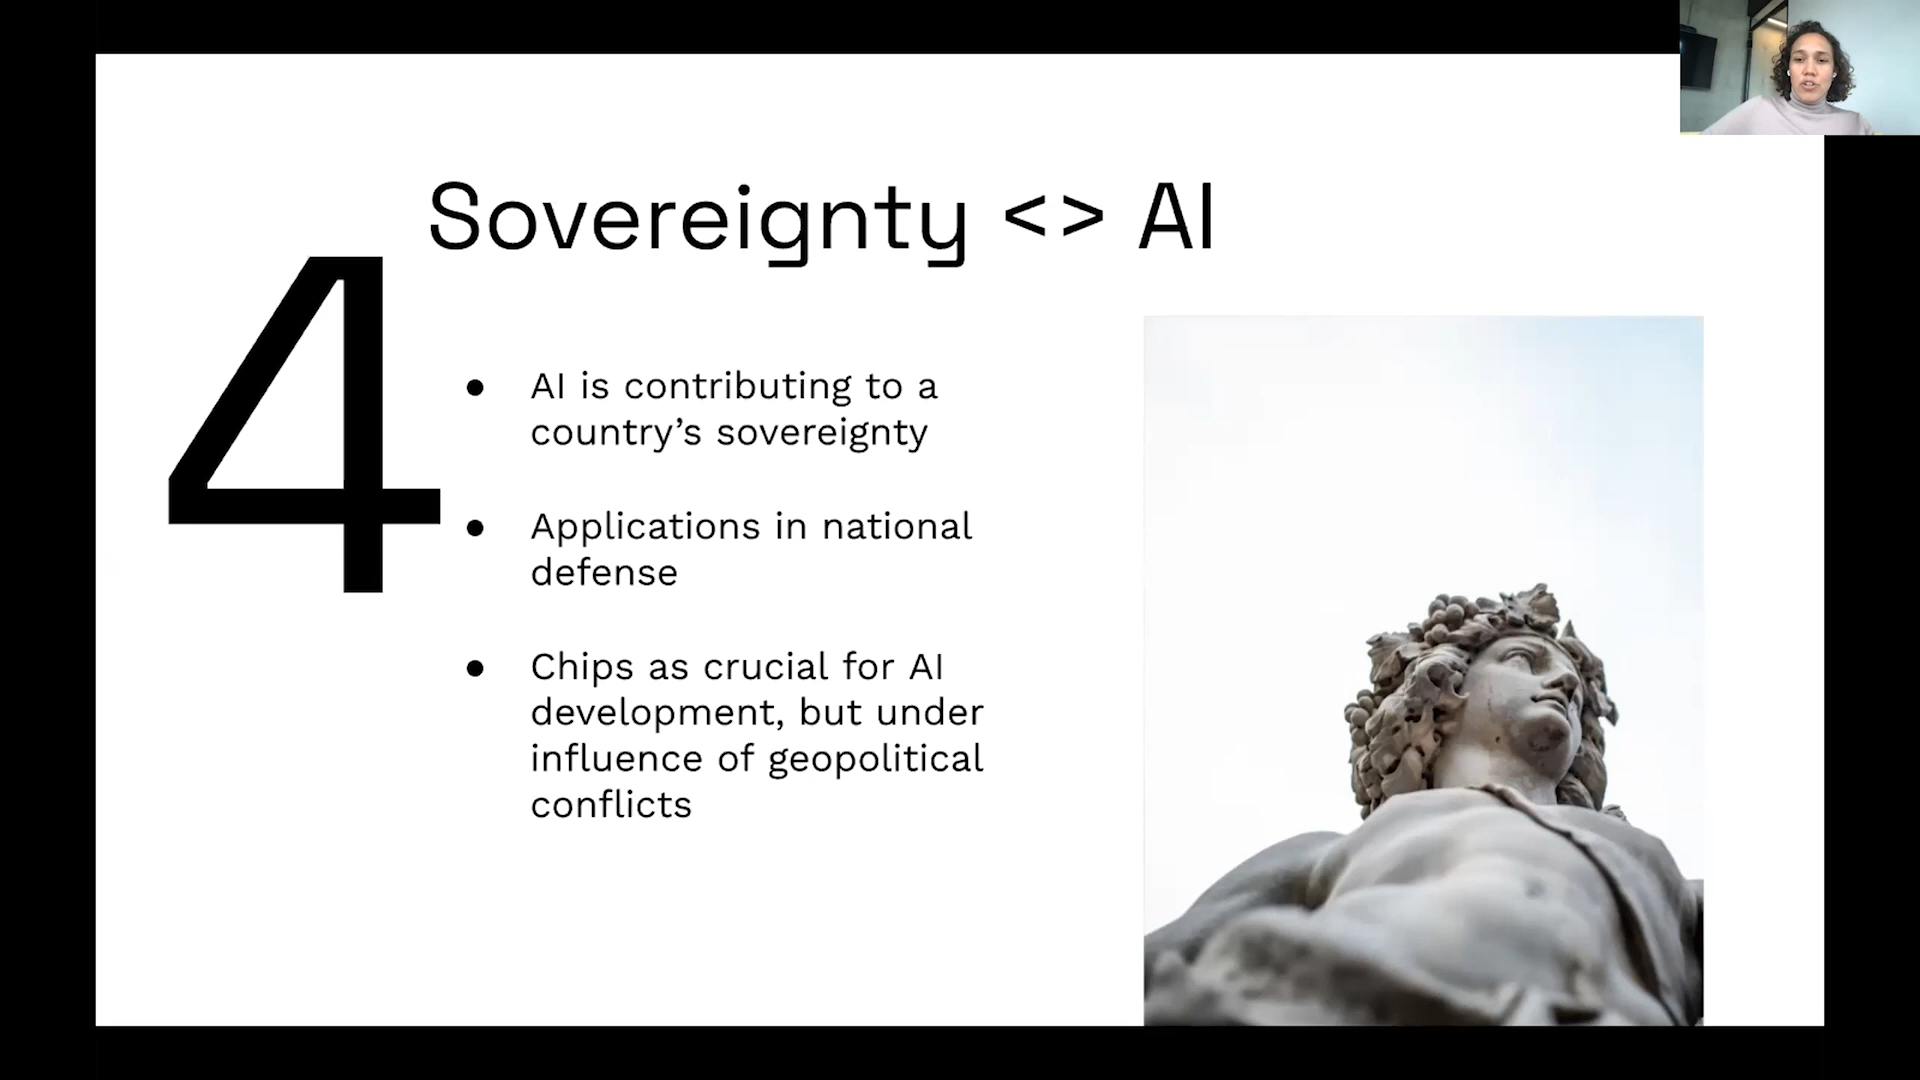 Sovereignty <> AI
4
● AI is contributing to a
country’s sovereignty
● Applications in national
defense
● Chips as crucial for AI
development, but under
influence of geopolitical
conflicts